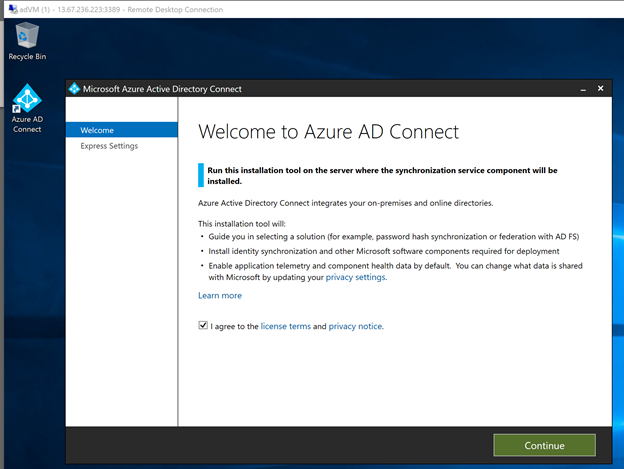 adVM (1) - 13.67.236.223:3389 - Remote Desktop Connection
Recycle Bin
Azure AD
Connect
Microsoft Azure Active Directory Connect
Welcome
Express Settings
Welcome to Azure AD Connect
Run this installation tool on the server where the synchronization service component will be
installed.
Azure Active Directory Connect integrates your on-premises and online directories.
This installation tool will:
• Guide you in selecting a solution (for example, password hash synchronization or federation with AD FS)
• Install identity synchronization and other Microsoft software components required for deployment
• Enable application telemetry and component health data by default. You can change what data is shared
with Microsoft by updating your privacy settings.
Learn more
I agree to the license terms and privacy notice.
Continue